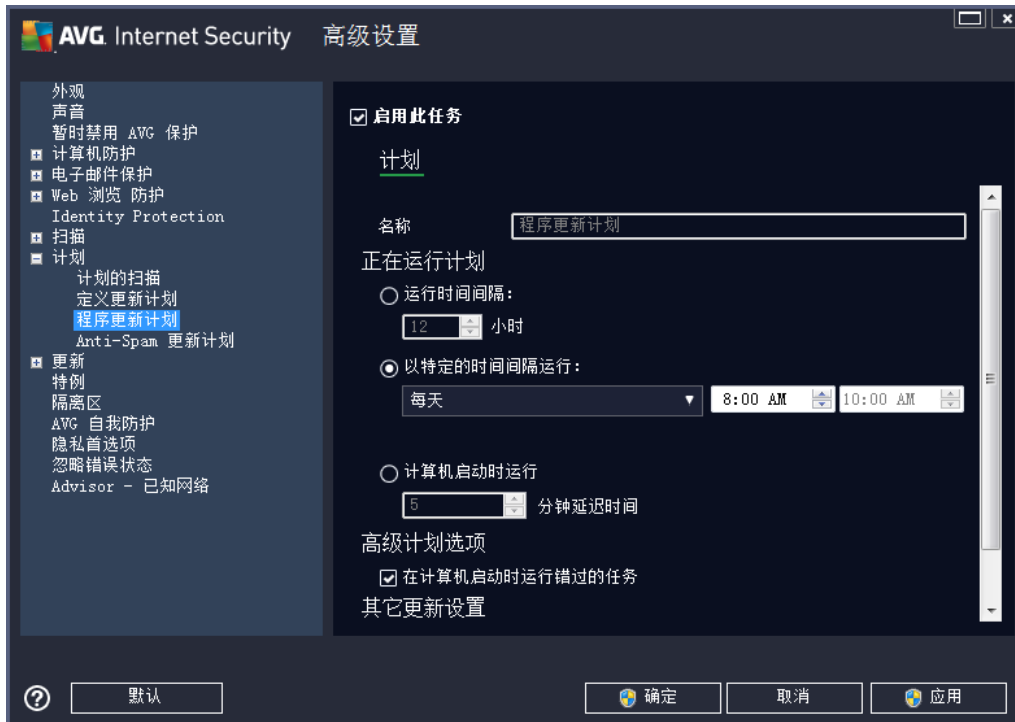 AVG. Internet Security 高级设置
外观
声音
暂时禁用 AVG 保护
计算机防护
电子邮件保护
Web 浏览 防护
Identity Protection
扫描
计划
计划的扫描
定义更新计划
程序更新计划
Anti-Spam 更新计划
更新
特例
隔离区
AVG 自我防护
隐私首选项
忽略错误状态
Advisor - 已知网络
启用此任务
计划
名称 程序更新计划
正在运行计划
运行时间间隔:
12 小时
以特定的时间间隔运行:
每天 8:00 AM 10:00 AM
计算机启动时运行
5 分钟延迟时间
高级计划选项
在计算机启动时运行错过的任务
其它更新设置
默认 确定 取消 应用